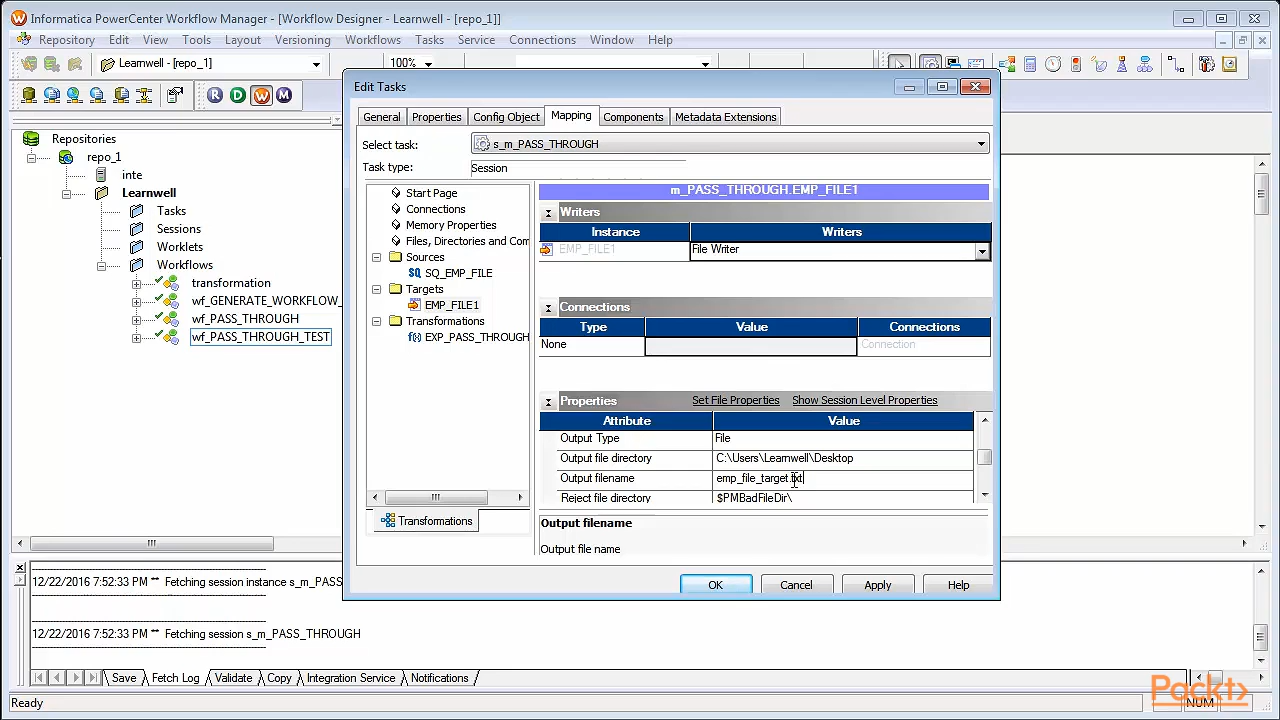 Informatica PowerCenter Workflow Manager - [Workflow Designer - Learnwell - [repo_1]]
Repository Edit View Tools Layout Versioning Workflows Tasks Service Connections Window Help
Learnwell - [repo_1]
100%
R D W M
Repositories
repo_1
inte
Learnwell
Tasks
Sessions
Worklets
Workflows
transformation
wf_GENERATE_WORKFLOW_
wf_PASS_THROUGH
wf_PASS_THROUGH_TEST
Edit Tasks
General Properties Config Object Mapping Components Metadata Extensions
Select task: s_m_PASS_THROUGH
Task type: Session
Start Page
Connections
Memory Properties
Files, Directories and Com
Sources
SQ_EMP_FILE
Targets
EMP_FILE1
Transformations
EXP_PASS_THROUGH
Transformations
m_PASS_THROUGH.EMP_FILE1
Writers
Instance Writers
EMP_FILE1 File Writer
Connections
Type Value Connections
None Connection
Properties Set File Properties Show Session Level Properties
Attribute Value
Output Type File
Output file directory C:\Users\Learnwell\Desktop
Output filename emp_file_target.txt
Reject file directory $PMBadFileDir\
Output filename
Output file name
OK Cancel Apply Help
12/22/2016 7:52:33 PM ** Fetching session instance s_m_PASS
12/22/2016 7:52:33 PM ** Fetching session s_m_PASS_THROUGH
Save Fetch Log Validate Copy Integration Service Notifications
Ready
NUM
Packt